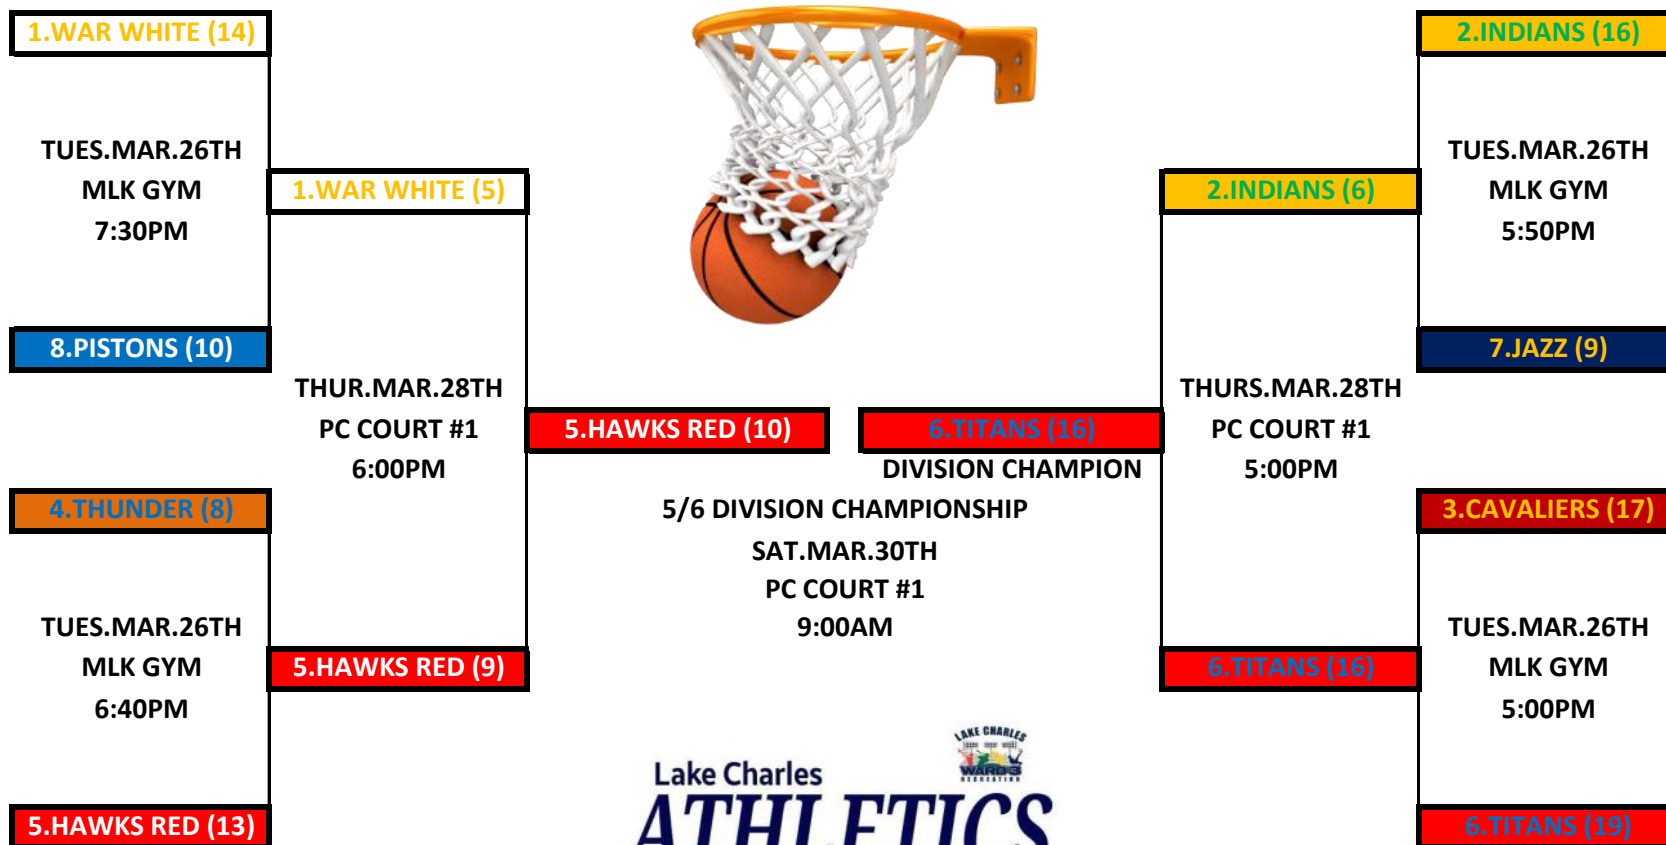 1.WAR WHITE (14)
2.INDIANS (16)
TUES.MAR.26TH
MLK GYM
7:30PM
TUES.MAR.26TH
MLK GYM
5:50PM
1.WAR WHITE (5)
2.INDIANS (6)
8.PISTONS (10)
7.JAZZ (9)
THUR.MAR.28TH
PC COURT #1
6:00PM
THURS.MAR.28TH
PC COURT #1
5:00PM
5.HAWKS RED (10)
6.TITANS (16)
DIVISION CHAMPION
5/6 DIVISION CHAMPIONSHIP
SAT.MAR.30TH
PC COURT #1
9:00AM
4.THUNDER (8)
3.CAVALIERS (17)
TUES.MAR.26TH
MLK GYM
6:40PM
TUES.MAR.26TH
MLK GYM
5:00PM
5.HAWKS RED (9)
6.TITANS (16)
5.HAWKS RED (13)
6.TITANS (19)
LAKE CHARLES
WARD 3
RECREATION
Lake Charles
ATHLETICS